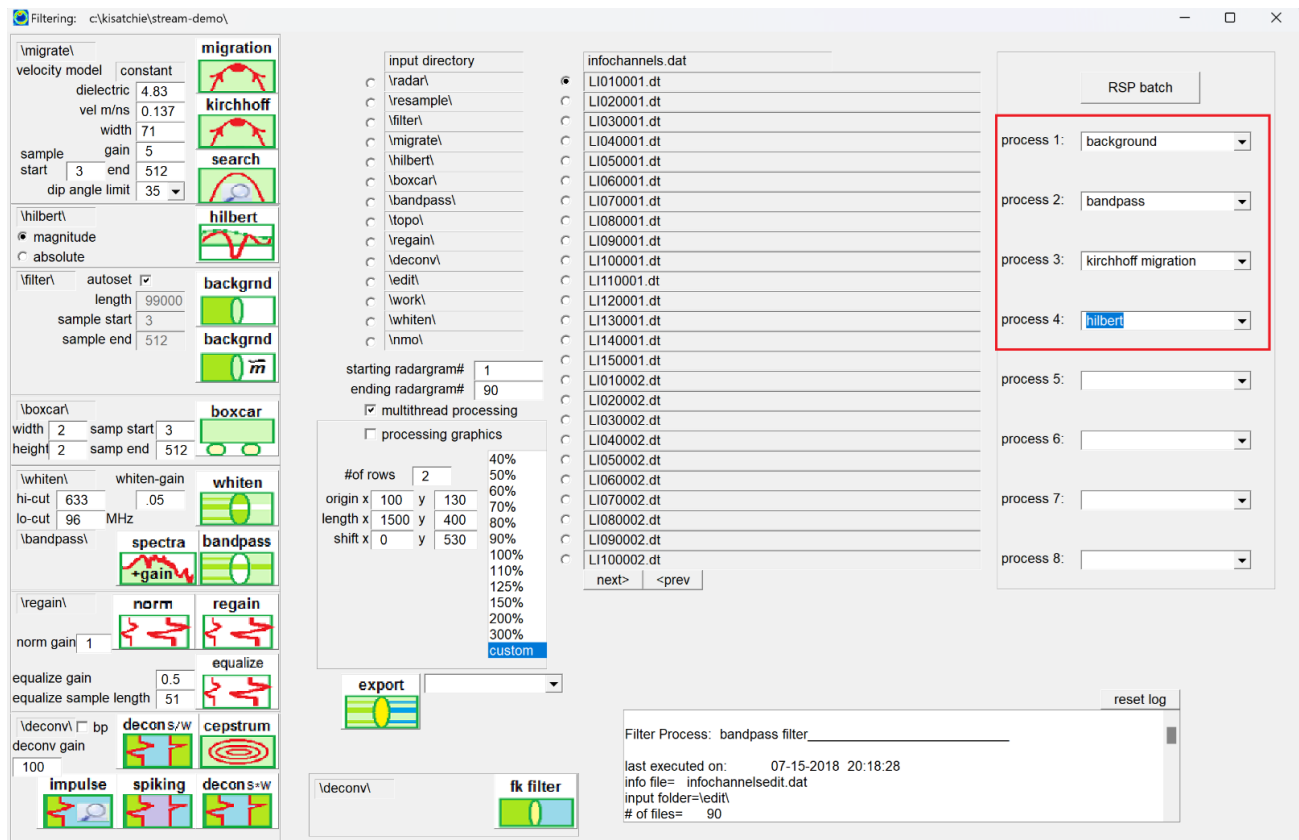 Filtering: c:\kisatchie\stream-demo\
\migrate\ migration
velocity model constant
dielectric 4.83
vel m/ns 0.137 kirchhoff
width 71
gain 5
sample search
start 3 end 512
dip angle limit 35
\hilbert\ hilbert
magnitude
absolute
\filter\ autoset backgrnd
length 99000
sample start 3
sample end 512 backgrnd
m
\boxcar\ boxcar
width 2 samp start 3
height 2 samp end 512
\whiten\ whiten-gain whiten
hi-cut 633 .05
lo-cut 96 MHz
\bandpass\ spectra bandpass
+gain
\regain\ norm regain
norm gain 1
equalize
equalize gain 0.5
equalize sample length 51
\deconv\ bp decon s/w cepstrum
deconv gain
100
impulse spiking decon s*w
input directory
\radar\
\resample\
\filter\
\migrate\
\hilbert\
\boxcar\
\bandpass\
\topo\
\regain\
\deconv\
\edit\
\work\
\whiten\
\nmo\
starting radargram# 1
ending radargram# 90
multithread processing
processing graphics
#of rows 2
origin x 100 y 130
length x 1500 y 400
shift x 0 y 530
40%
50%
60%
70%
80%
90%
100%
110%
125%
150%
200%
300%
custom
export
\deconv\ fk filter
infochannels.dat
LI010001.dt
LI020001.dt
LI030001.dt
LI040001.dt
LI050001.dt
LI060001.dt
LI070001.dt
LI080001.dt
LI090001.dt
LI100001.dt
LI110001.dt
LI120001.dt
LI130001.dt
LI140001.dt
LI150001.dt
LI010002.dt
LI020002.dt
LI030002.dt
LI040002.dt
LI050002.dt
LI060002.dt
LI070002.dt
LI080002.dt
LI090002.dt
LI100002.dt
next> <prev
RSP batch
process 1: background
process 2: bandpass
process 3: kirchhoff migration
process 4: hilbert
process 5:
process 6:
process 7:
process 8:
reset log
Filter Process: bandpass filter
last executed on: 07-15-2018 20:18:28
info file= infochannelsedit.dat
input folder=\edit\
# of files= 90